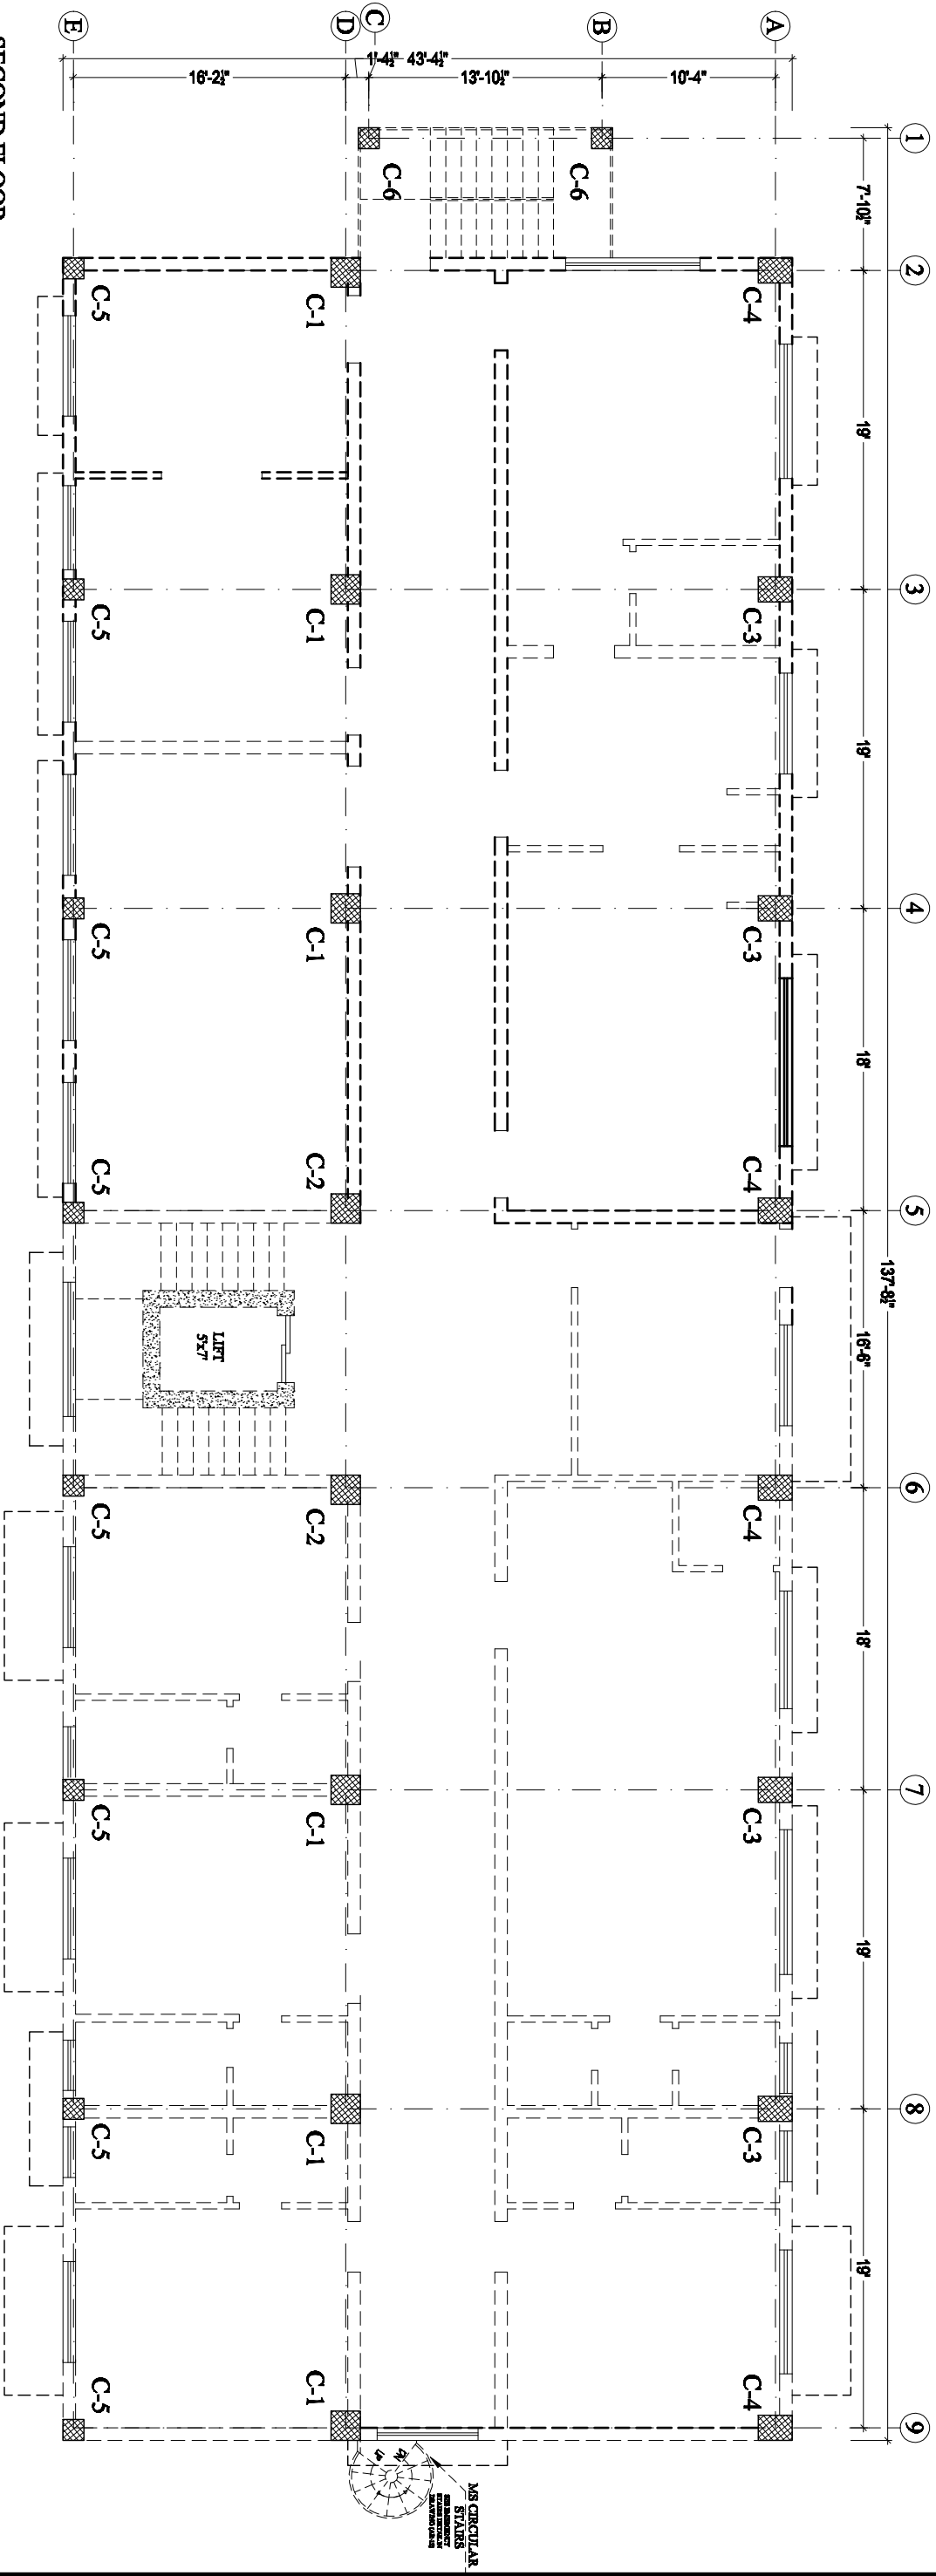 A
B
C
D
E
10'-4"
13'-10½"
1'-4½"
43'-4½"
16'-2½"
1
2
3
4
5
6
7
8
9
7'-10½"
19'
19'
18'
16'-6"
18'
19'
19'
137'-8½"
C-6
C-6
C-4
C-3
C-3
C-4
C-4
C-3
C-3
C-4
C-1
C-1
C-1
C-2
C-2
C-1
C-1
C-1
C-5
C-5
C-5
C-5
C-5
C-5
C-5
C-5
LIFT
5'x7'
MS CIRCULAR
STAIRS
SEE EMERGENCY
UP
SECOND FLOOR